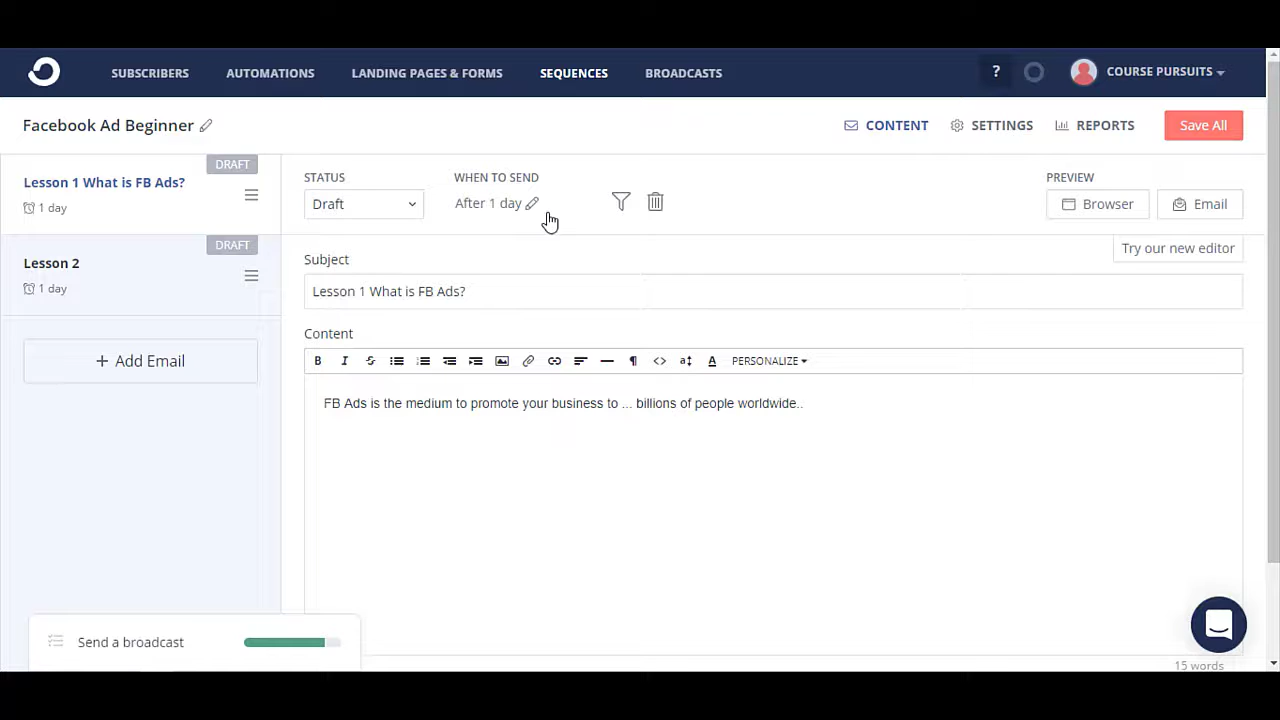 SUBSCRIBERS AUTOMATIONS LANDING PAGES & FORMS SEQUENCES BROADCASTS ? COURSE PURSUITS
Facebook Ad Beginner CONTENT SETTINGS REPORTS Save All
DRAFT
Lesson 1 What is FB Ads?
1 day
DRAFT
Lesson 2
1 day
+ Add Email
STATUS WHEN TO SEND PREVIEW
Draft After 1 day Browser Email
Try our new editor
Subject
Lesson 1 What is FB Ads?
Content
B I S PERSONALIZE
FB Ads is the medium to promote your business to ... billions of people worldwide..
Send a broadcast
15 words